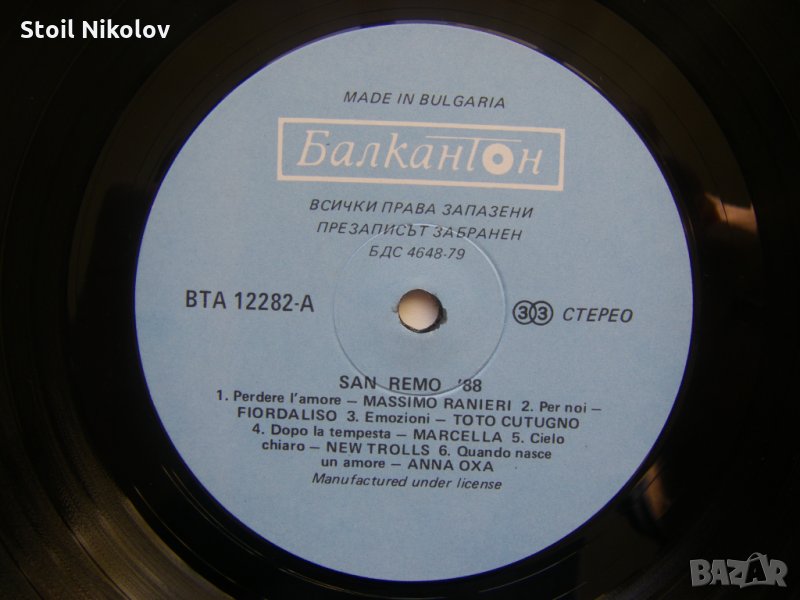 Stoil Nikolov
MADE IN BULGARIA
Балкантон
ВСИЧКИ ПРАВА ЗАПАЗЕНИ
ПРЕЗАПИСЪТ ЗАБРАНЕН
БДС 4648-79
ВТА 12282-А
33 СТЕРЕО
SAN REMO '88
1. Perdere l'amore — MASSIMO RANIERI 2. Per noi —
FIORDALISO 3. Emozioni — TOTO CUTUGNO
4. Dopo la tempesta — MARCELLA 5. Cielo
chiaro — NEW TROLLS 6. Quando nasce
un amore — ANNA OXA
Manufactured under license
BAZAR.bg